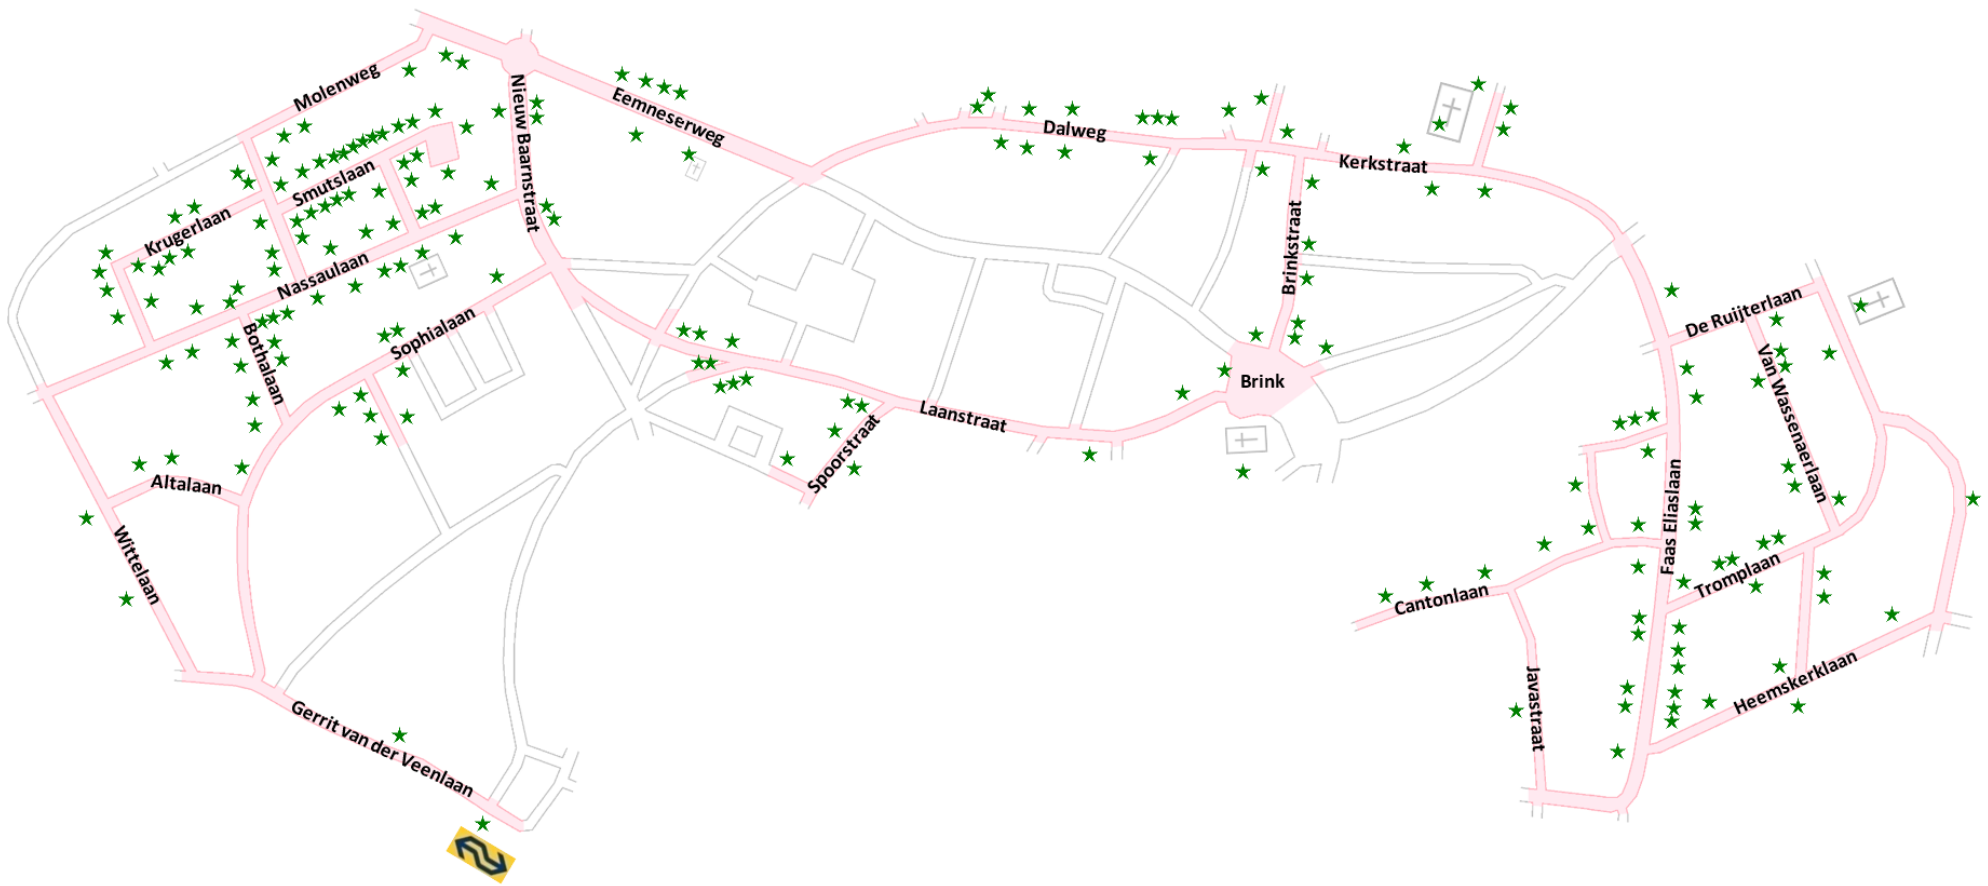 Molenweg
Nieuw Baarnstraat
Eemneserweg
Dalweg
Kerkstraat
Smutslaan
Krugerlaan
Nassaulaan
Brinkstraat
De Ruijterlaan
Bothalaan
Sophialaan
Brink
Van Wassenaerlaan
Laanstraat
Spoorstraat
Altalaan
Faas Eliaslaan
Wittelaan
Tromplaan
Cantonlaan
Javastraat
Heemskerklaan
Gerrit van der Veenlaan